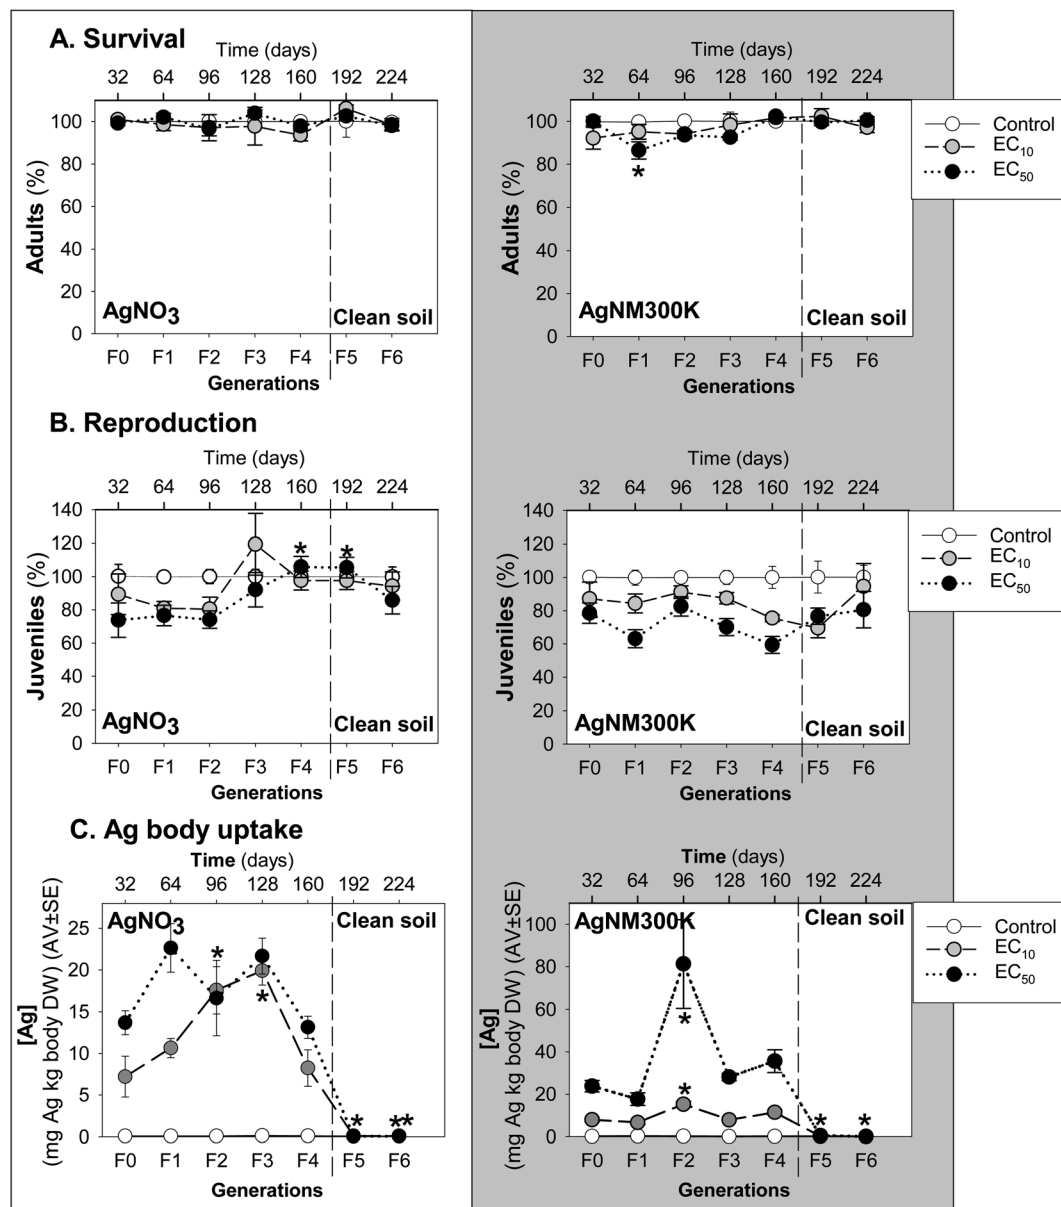 A. Survival
Time (days)
32 64 96 128 160 192 224
100
80
60
40
20
0
Adults (%)
AgNO3
Clean soil
F0 F1 F2 F3 F4 F5 F6
Generations
Time (days)
32 64 96 128 160 192 224
100
80
60
40
20
0
Adults (%)
*
AgNM300K
Clean soil
F0 F1 F2 F3 F4 F5 F6
Generations
Control
EC10
EC50
B. Reproduction
Time (days)
32 64 96 128 160 192 224
140
120
100
80
60
40
20
0
Juveniles (%)
* *
AgNO3
Clean soil
F0 F1 F2 F3 F4 F5 F6
Generations
Time (days)
32 64 96 128 160 192 224
140
120
100
80
60
40
20
0
Juveniles (%)
AgNM300K
Clean soil
F0 F1 F2 F3 F4 F5 F6
Generations
Control
EC10
EC50
C. Ag body uptake
Time (days)
32 64 96 128 160 192 224
AgNO3
Clean soil
25
20
15
10
5
0
[Ag]
(mg Ag kg body DW) (AV±SE)
* *
* **
F0 F1 F2 F3 F4 F5 F6
Generations
Time (days)
32 64 96 128 160 192 224
AgNM300K
Clean soil
100
80
60
40
20
0
[Ag]
(mg Ag kg body DW) (AV±SE)
*
*
* *
F0 F1 F2 F3 F4 F5 F6
Generations
Control
EC10
EC50